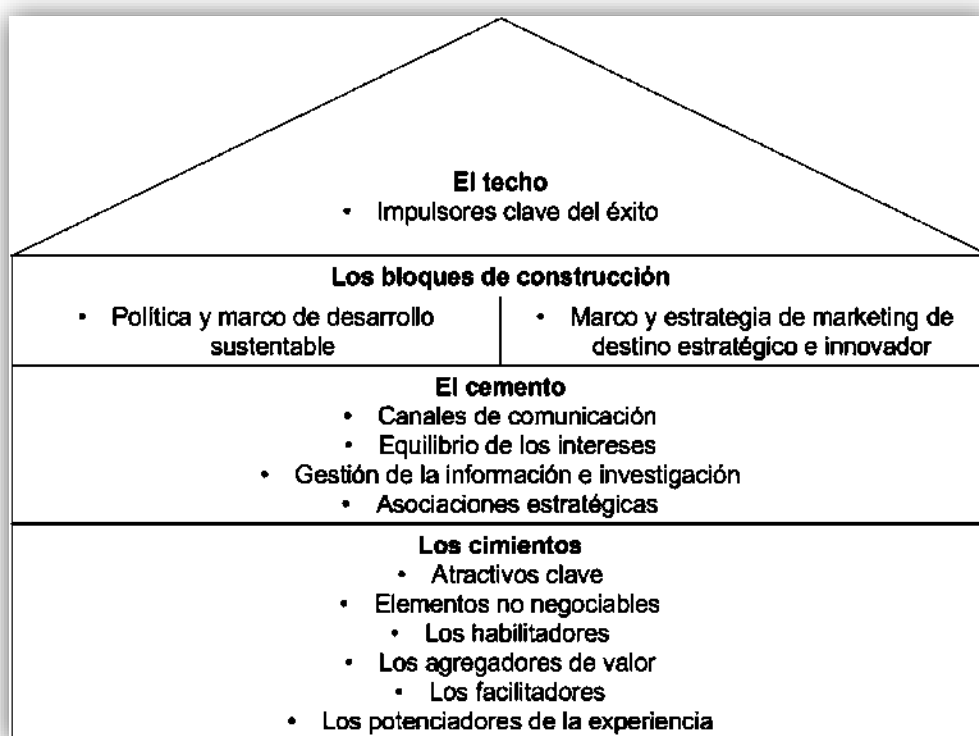 El techo
• Impulsores clave del éxito
Los bloques de construcción
• Política y marco de desarrollo
sustentable
• Marco y estrategia de marketing de
destino estratégico e innovador
El cemento
• Canales de comunicación
• Equilibrio de los intereses
• Gestión de la información e investigación
• Asociaciones estratégicas
Los cimientos
• Atractivos clave
• Elementos no negociables
• Los habilitadores
• Los agregadores de valor
• Los facilitadores
• Los potenciadores de la experiencia